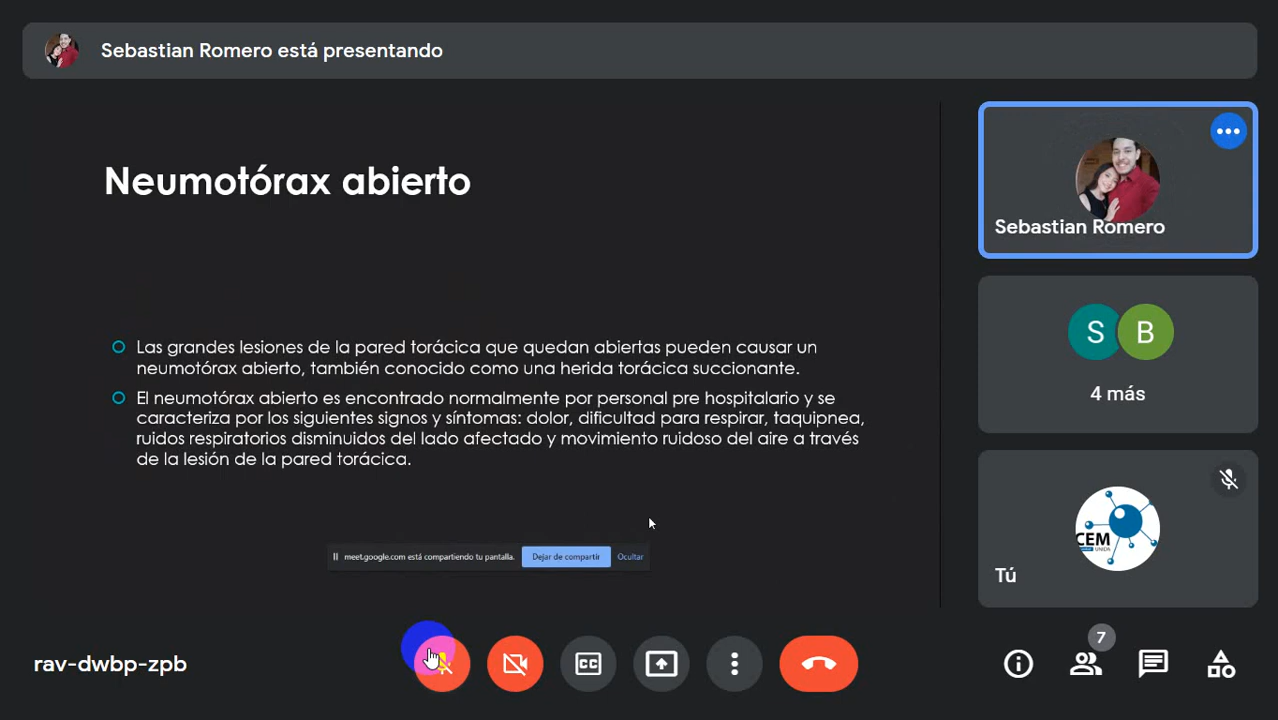 Sebastian Romero está presentando
Neumotórax abierto
Las grandes lesiones de la pared torácica que quedan abiertas pueden causar un
neumotórax abierto, también conocido como una herida torácica succionante.
El neumotórax abierto es encontrado normalmente por personal pre hospitalario y se
caracteriza por los siguientes signos y síntomas: dolor, dificultad para respirar, taquipnea,
ruidos respiratorios disminuidos del lado afectado y movimiento ruidoso del aire a través
de la lesión de la pared torácica.
meet.google.com está compartiendo tu pantalla.
Dejar de compartir
Ocultar
Sebastian Romero
S
B
4 más
CEM
UNION
Tú
rav-dwbp-zpb
CC
7